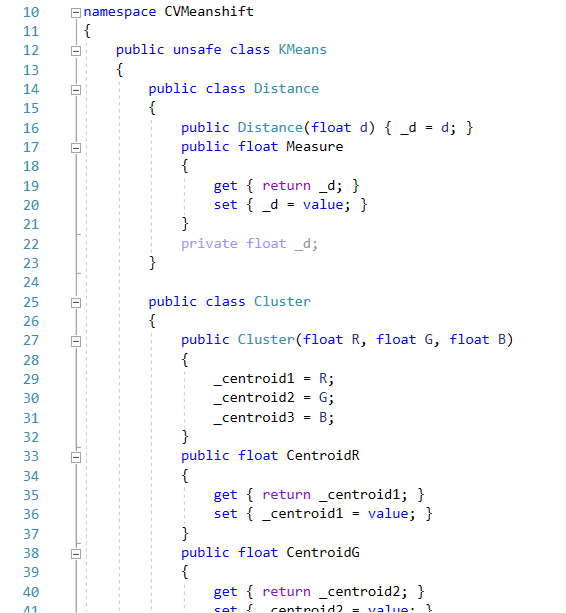 10 namespace CVMeanshift
11 {
12 public unsafe class KMeans
13 {
14 public class Distance
15 {
16 public Distance(float d) { _d = d; }
17 public float Measure
18 {
19 get { return _d; }
20 set { _d = value; }
21 }
22 private float _d;
23 }
24
25 public class Cluster
26 {
27 public Cluster(float R, float G, float B)
28 {
29 _centroid1 = R;
30 _centroid2 = G;
31 _centroid3 = B;
32 }
33 public float CentroidR
34 {
35 get { return _centroid1; }
36 set { _centroid1 = value; }
37 }
38 public float CentroidG
39 {
40 get { return _centroid2; }
41 set { _centroid2 = value; }